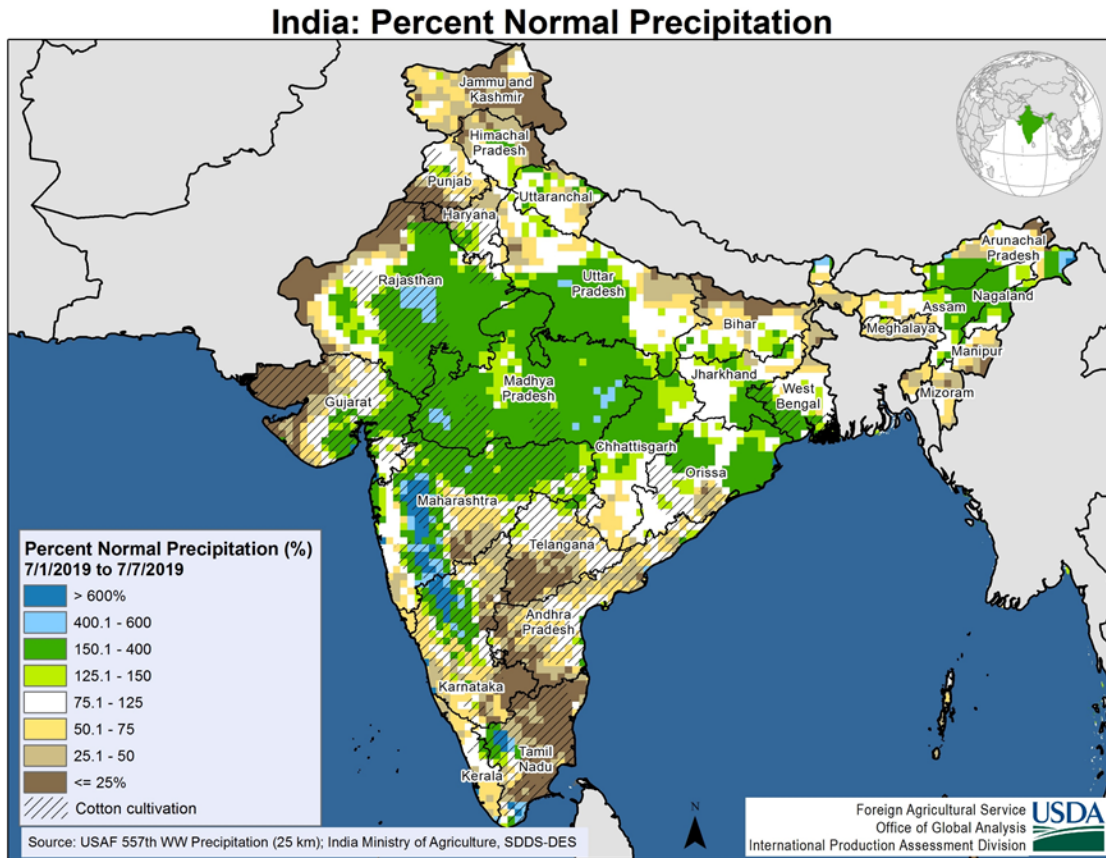 India: Percent Normal Precipitation
Jammu and
Kashmir
Himachal
Pradesh
Punjab
Uttaranchal
Haryana
Arunachal
Pradesh
Rajasthan
Uttar
Pradesh
Nagaland
Assam
Bihar
Meghalaya
Manipur
Jharkhand
Madhya
Pradesh
West
Bengal
Mizoram
Gujarat
Chhattisgarh
Orissa
Maharashtra
Telangana
Andhra
Pradesh
Karnataka
Tamil
Nadu
Kerala
Percent Normal Precipitation (%)
7/1/2019 to 7/7/2019
> 600%
400.1 - 600
150.1 - 400
125.1 - 150
75.1 - 125
50.1 - 75
25.1 - 50
<= 25%
Cotton cultivation
Source: USAF 557th WW Precipitation (25 km); India Ministry of Agriculture, SDDS-DES
N
Foreign Agricultural Service
Office of Global Analysis
International Production Assessment Division
USDA